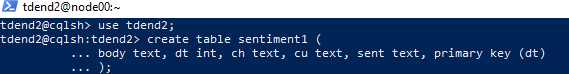 tdend2@node00:~
tdend2@cqlsh> use tdend2;
tdend2@cqlsh:tdend2> create table sentiment1 (
... body text, dt int, ch text, cu text, sent text, primary key (dt)
... );